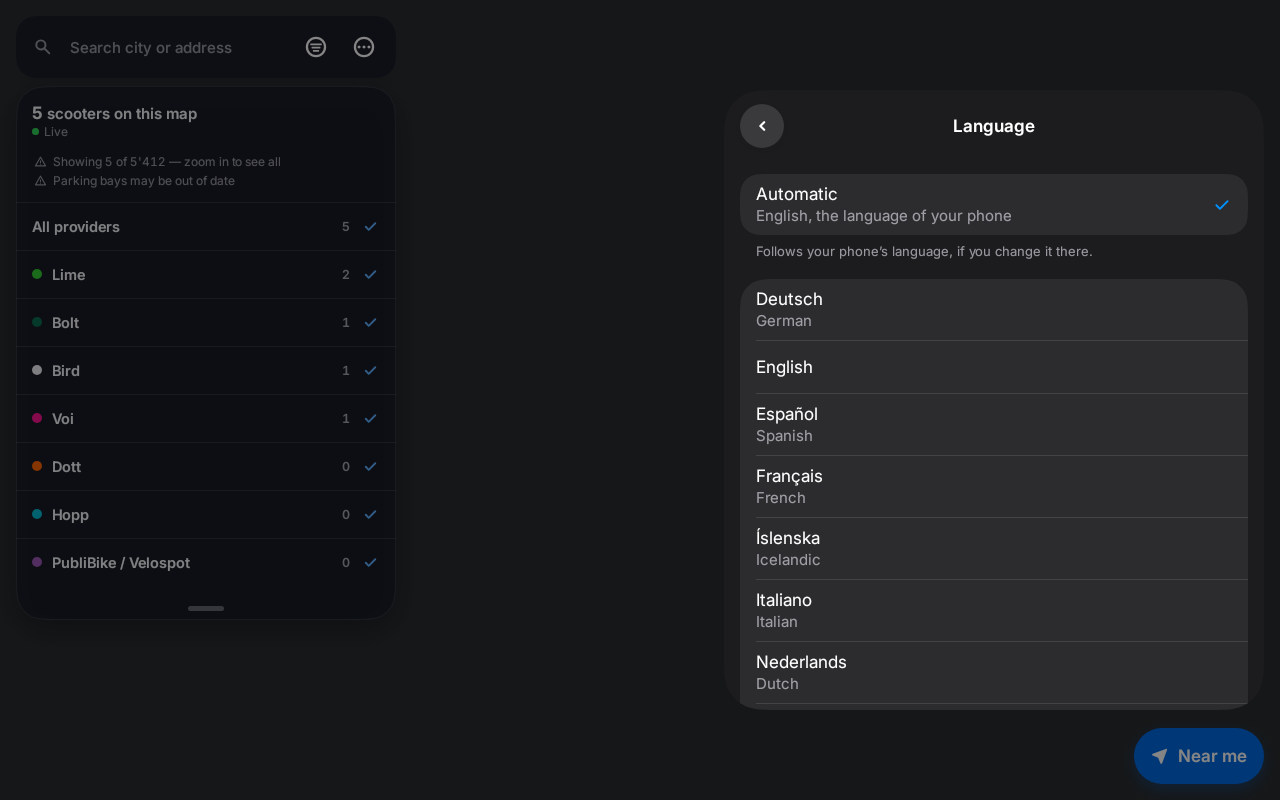 Search city or address
5 scooters on this map
Live
Showing 5 of 5'412 — zoom in to see all
Parking bays may be out of date
All providers 5
Lime 2
Bolt 1
Bird 1
Voi 1
Dott 0
Hopp 0
PubliBike / Velospot 0
Language
Automatic
English, the language of your phone
Follows your phone’s language, if you change it there.
Deutsch
German
English
Español
Spanish
Français
French
Íslenska
Icelandic
Italiano
Italian
Nederlands
Dutch
Near me